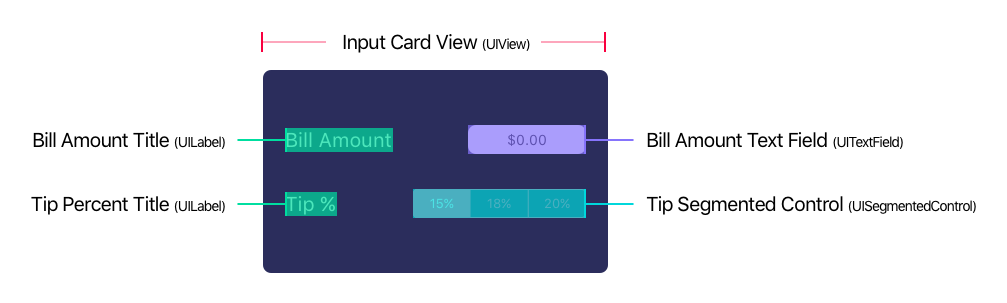 Input Card View (UIView)
Bill Amount Title (UILabel)
Bill Amount
$0.00
Bill Amount Text Field (UITextField)
Tip Percent Title (UILabel)
Tip %
15% 18% 20%
Tip Segmented Control (UISegmentedControl)